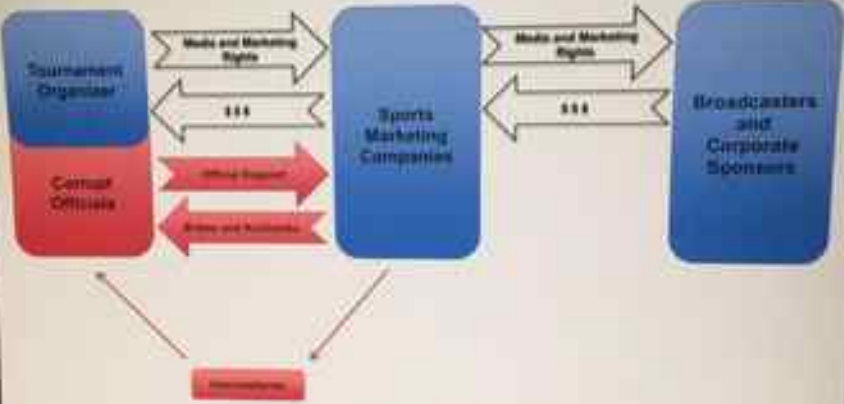 Media and Marketing
Rights
Media and Marketing
Rights
Tournament
Organizer
$ $ $
$ $ $
Sports
Marketing
Companies
Broadcasters
and
Corporate
Sponsors
Official Support
Corrupt
Officials
Bribes and Kickbacks
Intermediaries